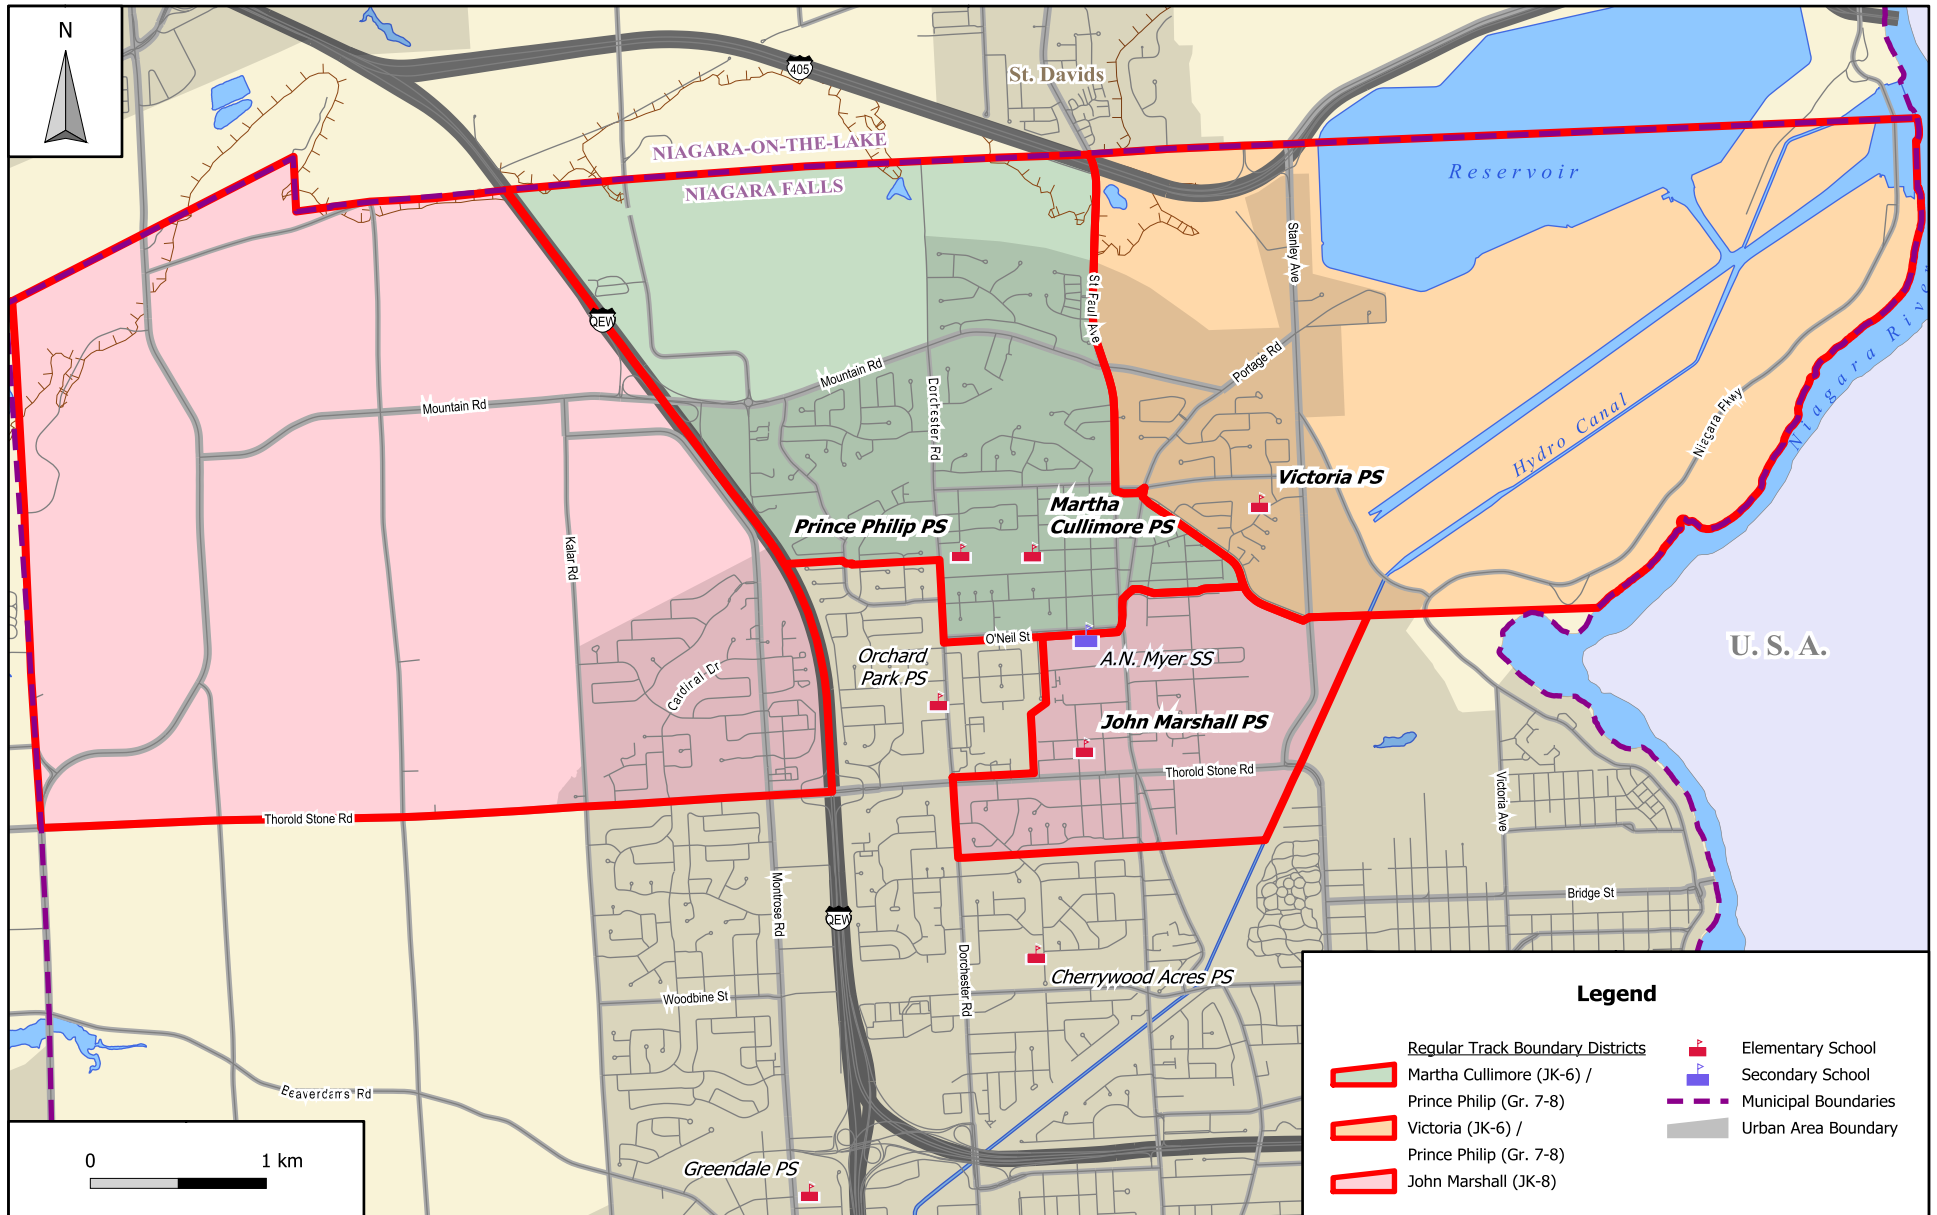 N
405
St. Davids
NIAGARA-ON-THE-LAKE
NIAGARA FALLS
Reservoir
Stanley Ave
St Paul Ave
QEW
Niagara River
Portage Rd
Mountain Rd
Dorchester Rd
Mountain Rd
Niagara Pkwy
Hydro Canal
Victoria PS
Martha
Cullimore PS
Prince Philip PS
Kalar Rd
O'Neil St
Orchard
Park PS
A.N. Myer SS
U. S. A.
Cardinal Dr
John Marshall PS
Thorold Stone Rd
Victoria Ave
Thorold Stone Rd
Bridge St
Montrose Rd
QEW
Dorchester Rd
Cherrywood Acres PS
Woodbine St
Beaverdams Rd
Greendale PS
0 1 km
Legend
Regular Track Boundary Districts
Martha Cullimore (JK-6) /
Prince Philip (Gr. 7-8)
Victoria (JK-6) /
Prince Philip (Gr. 7-8)
John Marshall (JK-8)
Elementary School
Secondary School
Municipal Boundaries
Urban Area Boundary